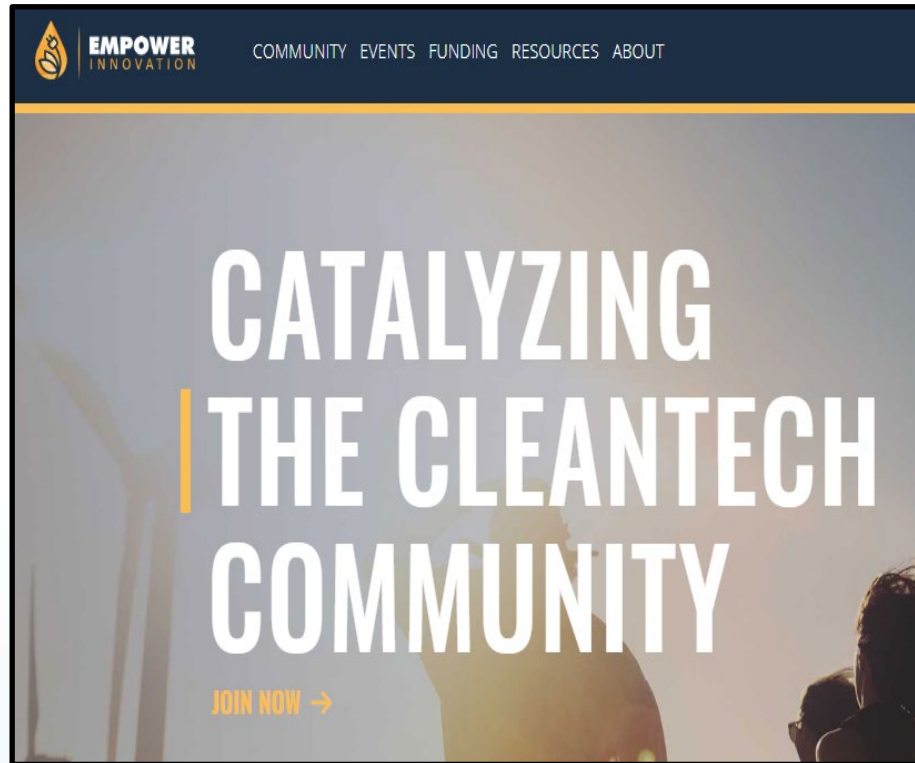 EMPOWER
INNOVATION
COMMUNITY EVENTS FUNDING RESOURCES ABOUT
CATALYZING
THE CLEANTECH
COMMUNITY
JOIN NOW →